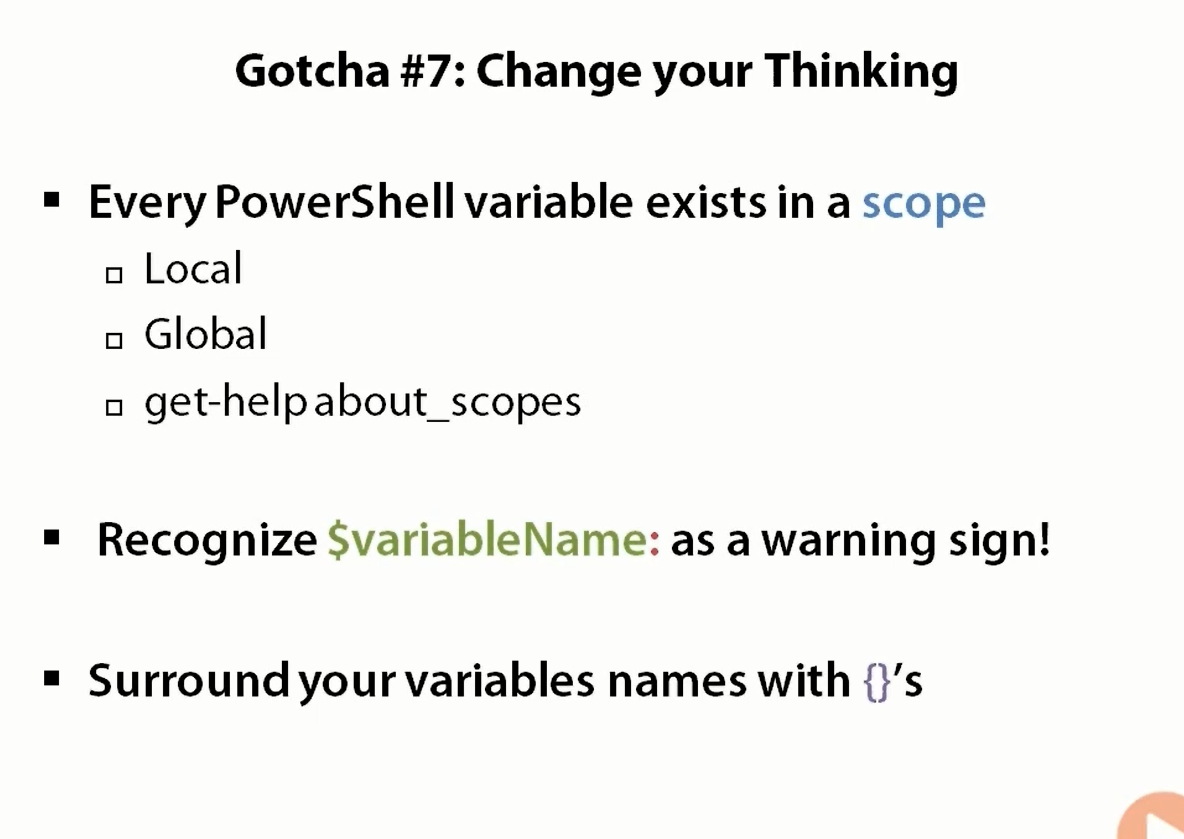 Gotcha #7: Change your Thinking
Every PowerShell variable exists in a scope
Local
Global
get-help about_scopes
Recognize $variableName: as a warning sign!
Surround your variables names with {}’s